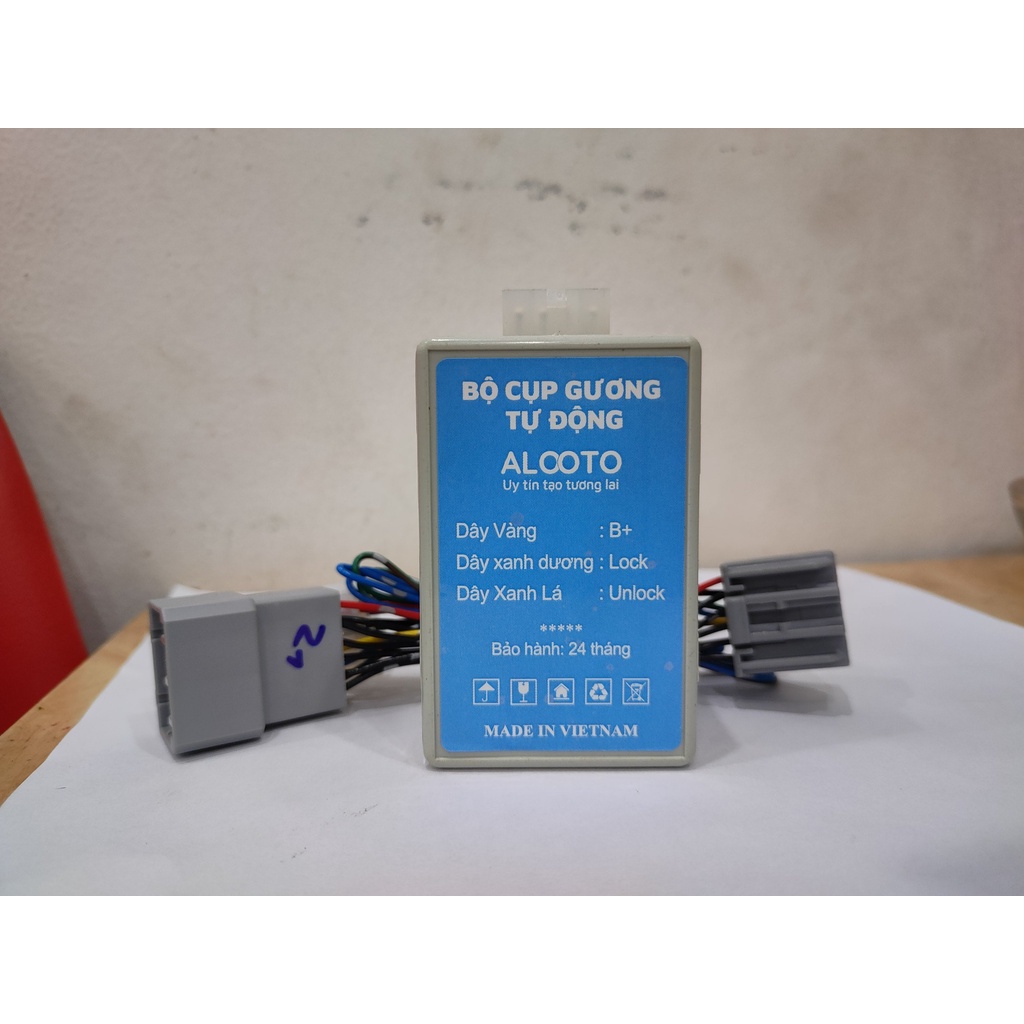 BỘ CỤP GƯƠNG
TỰ ĐỘNG
ALOOTO
Uy tín tạo tương lai
Dây Vàng : B+
Dây xanh dương : Lock
Dây Xanh Lá : Unlock
*****
Bảo hành: 24 tháng
MADE IN VIETNAM